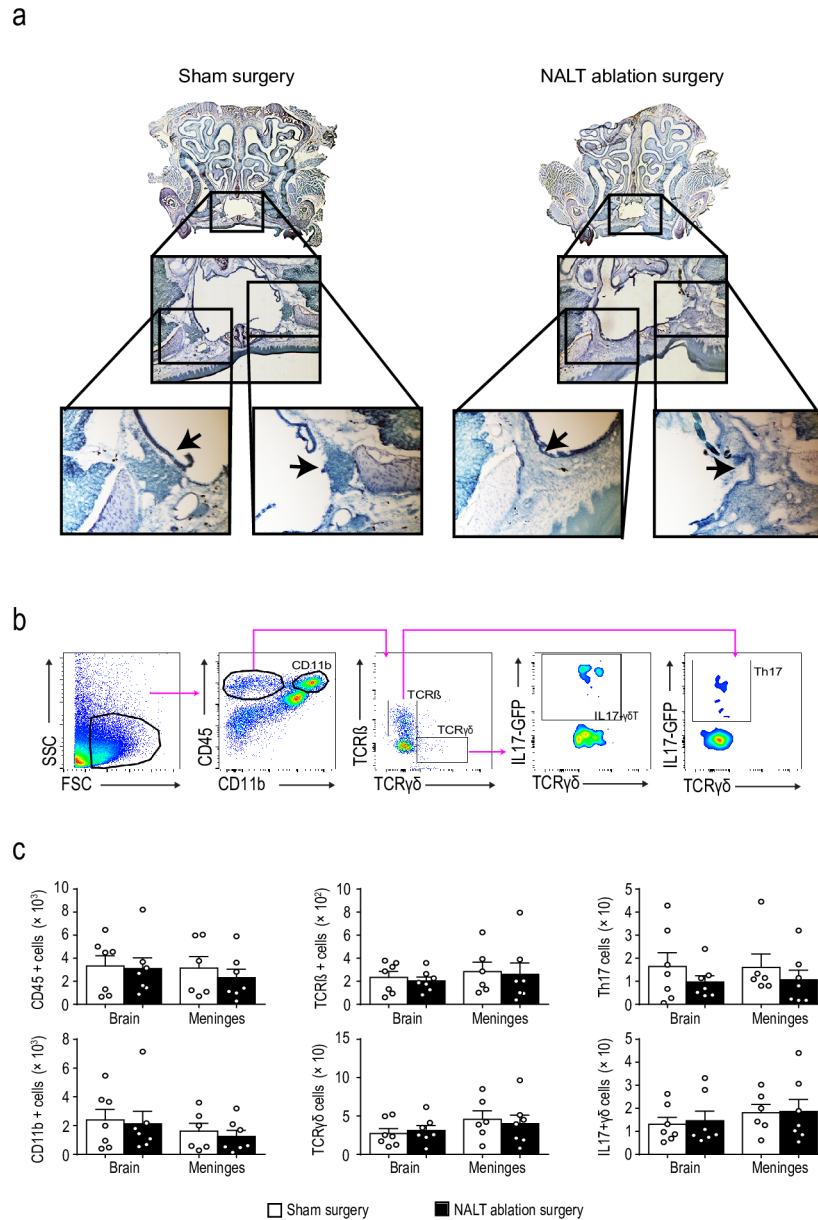 a
Sham surgery
NALT ablation surgery
b
SSC
FSC
CD45
CD11b
CD11b
TCRß
TCRß
TCRγδ
TCRγδ
IL17-GFP
IL17+γδT
TCRγδ
IL17-GFP
Th17
TCRγδ
c
CD45 + cells (× 10³)
10
8
6
4
2
0
Brain
Meninges
TCRß + cells (× 10²)
10
8
6
4
2
0
Brain
Meninges
Th17 cells (× 10)
5
4
3
2
1
0
Brain
Meninges
CD11b + cells (× 10³)
8
6
4
2
0
Brain
Meninges
TCRγδ cells (× 10)
15
10
5
0
Brain
Meninges
IL17+γδ cells (× 10)
5
4
3
2
1
0
Brain
Meninges
Sham surgery
NALT ablation surgery